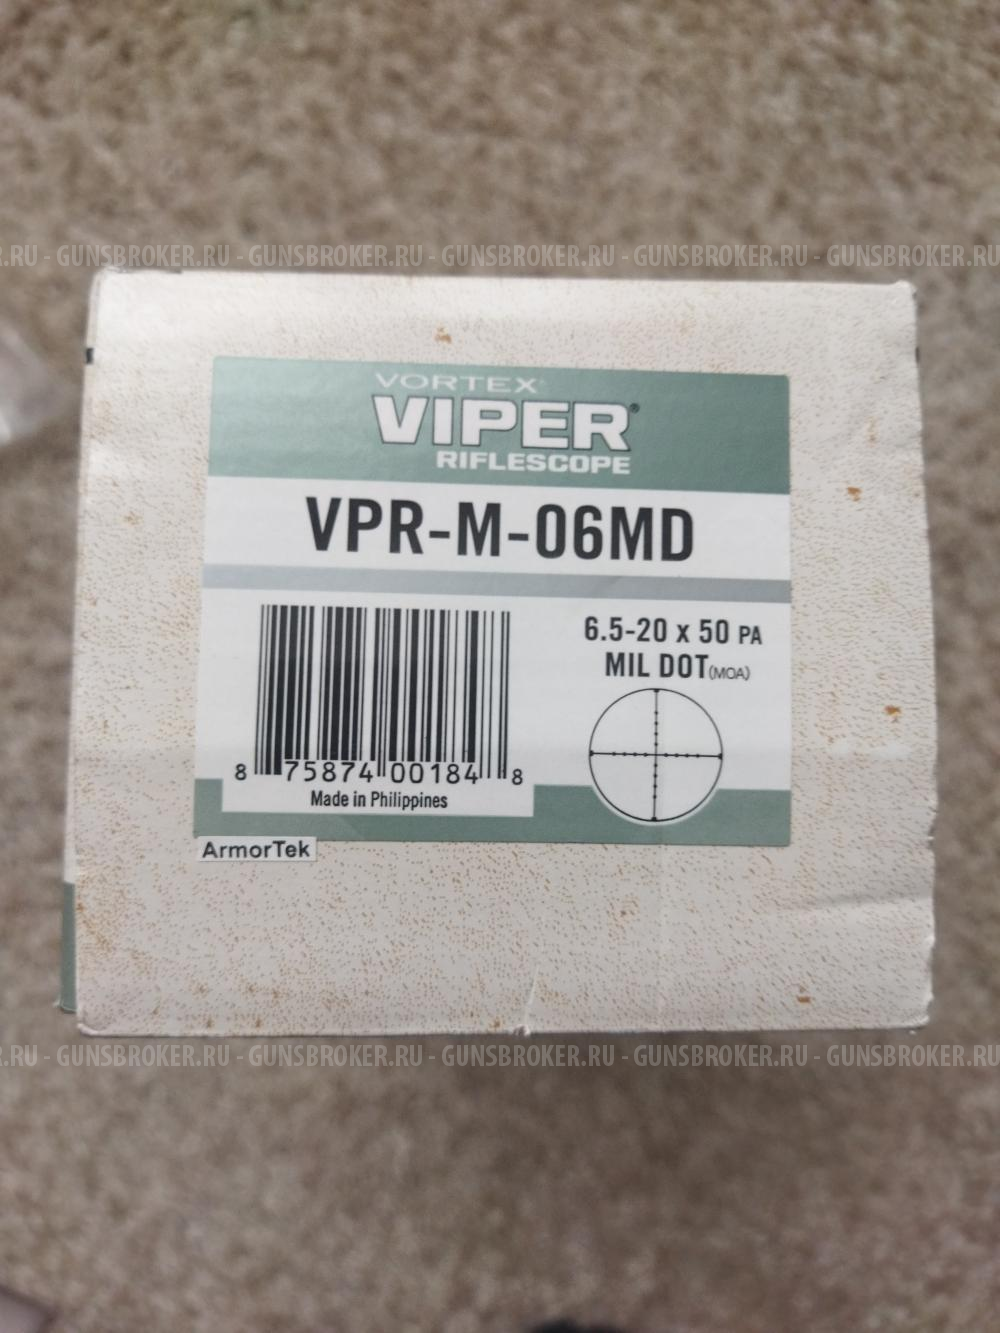 .RU - GUNSBROKER.RU - GUNSBROKER.RU - GUNSBROKER.RU - GUNSBROKER.RU - GUNSBROKER.RU
VORTEX
VIPER®
RIFLESCOPE
VPR-M-06MD
6.5-20 x 50 PA
MIL DOT(MOA)
8 75874 00184 8
Made in Philippines
ArmorTek
.RU - GUNSBROKER.RU - GUNSBROKER.RU - GUNSBROKER.RU - GUNSBROKER.RU - GUNSBROKER.RU